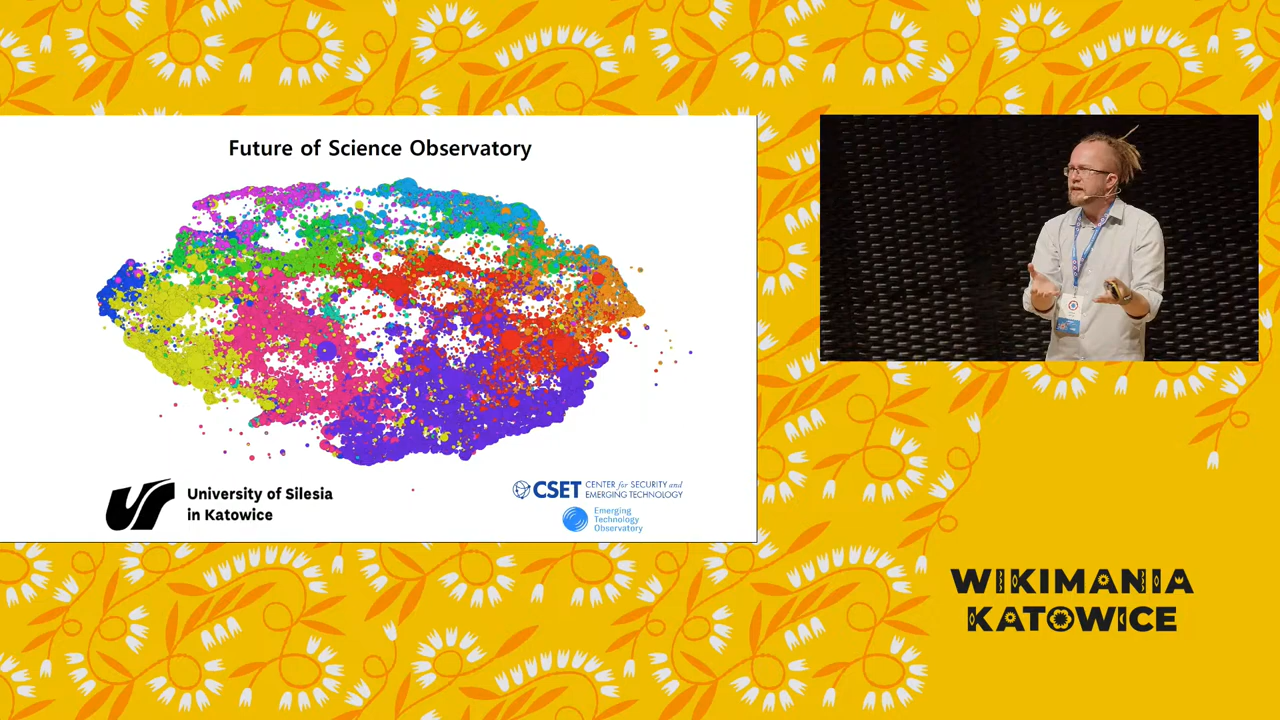 Future of Science Observatory
University of Silesia
in Katowice
CSET CENTER for SECURITY and
EMERGING TECHNOLOGY
Emerging
Technology
Observatory
WIKIMANIA
KATOWICE